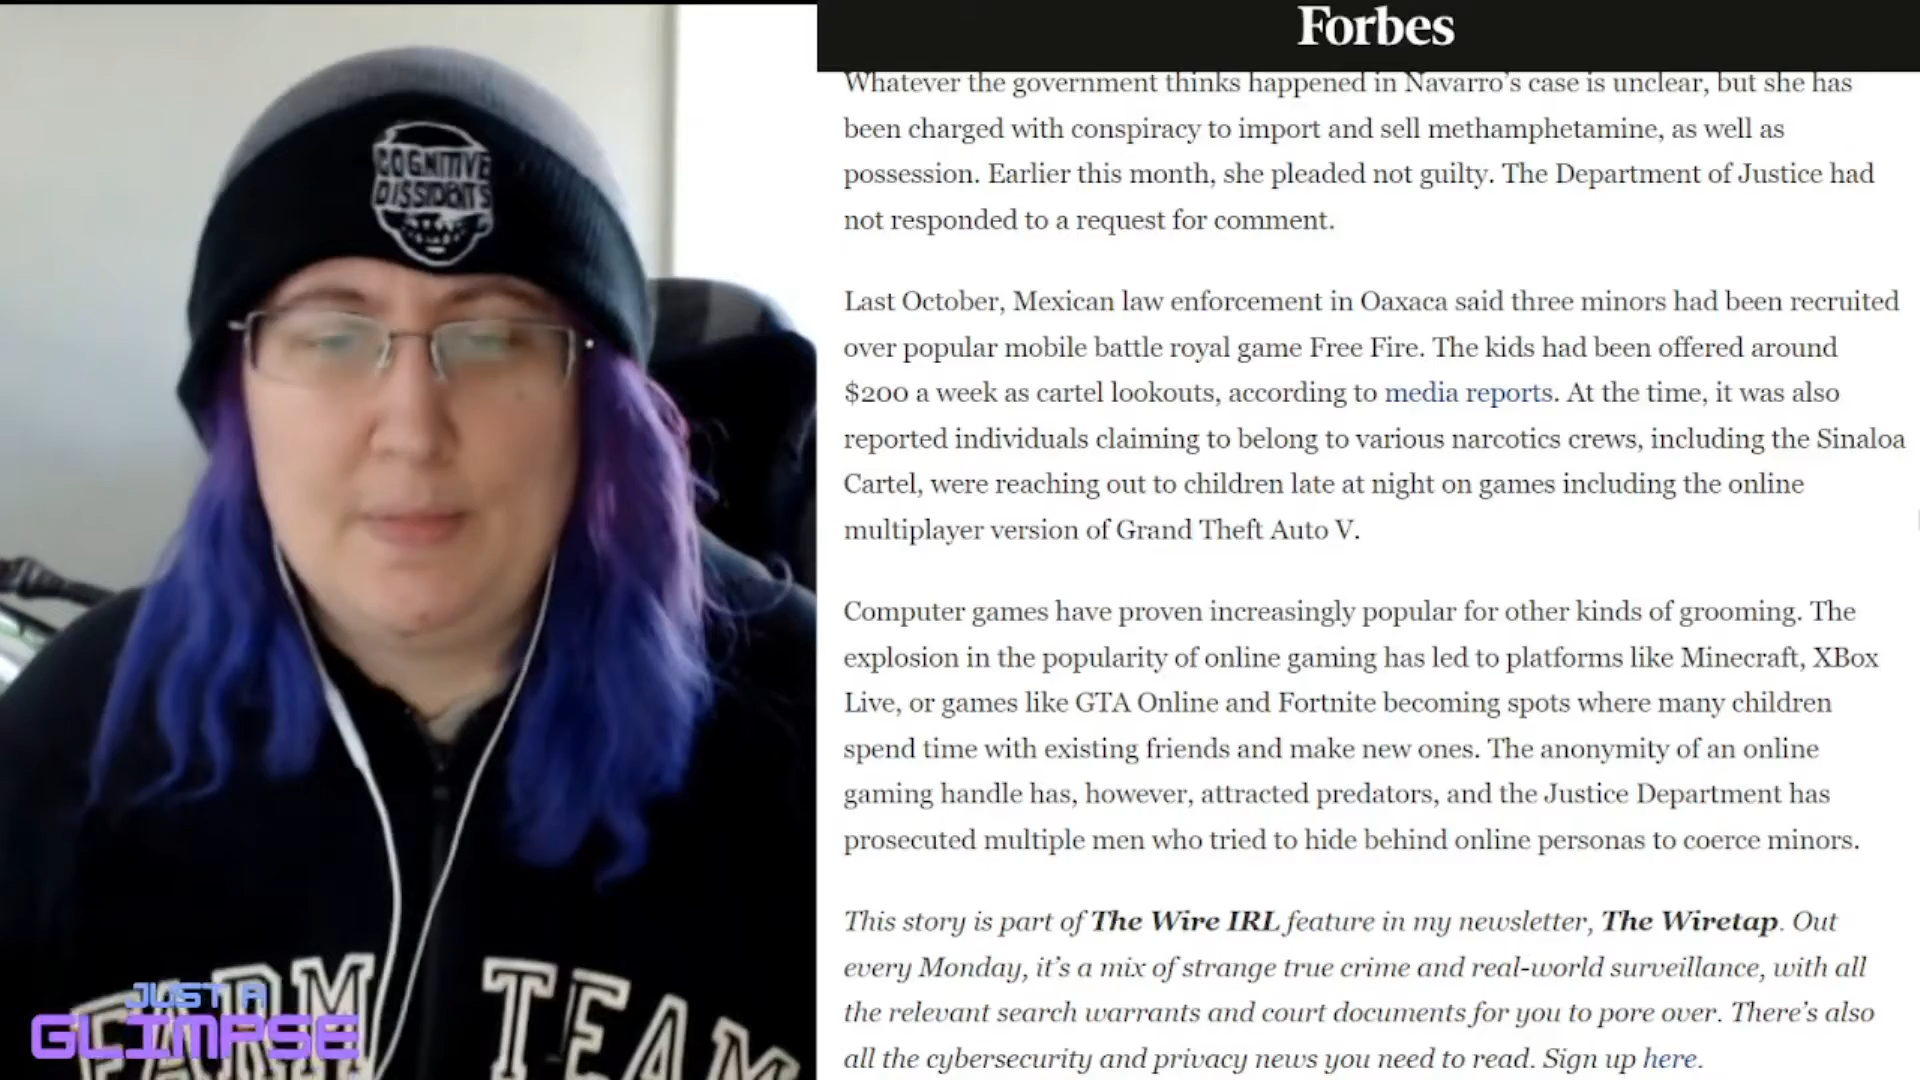 COGNITIVE
DISSIDENTS
FARM TEAM
JUST A
GLIMPSE
Forbes
Whatever the government thinks happened in Navarro's case is unclear, but she has
been charged with conspiracy to import and sell methamphetamine, as well as
possession. Earlier this month, she pleaded not guilty. The Department of Justice had
not responded to a request for comment.
Last October, Mexican law enforcement in Oaxaca said three minors had been recruited
over popular mobile battle royal game Free Fire. The kids had been offered around
$200 a week as cartel lookouts, according to media reports. At the time, it was also
reported individuals claiming to belong to various narcotics crews, including the Sinaloa
Cartel, were reaching out to children late at night on games including the online
multiplayer version of Grand Theft Auto V.
Computer games have proven increasingly popular for other kinds of grooming. The
explosion in the popularity of online gaming has led to platforms like Minecraft, XBox
Live, or games like GTA Online and Fortnite becoming spots where many children
spend time with existing friends and make new ones. The anonymity of an online
gaming handle has, however, attracted predators, and the Justice Department has
prosecuted multiple men who tried to hide behind online personas to coerce minors.
This story is part of The Wire IRL feature in my newsletter, The Wiretap. Out
every Monday, it's a mix of strange true crime and real-world surveillance, with all
the relevant search warrants and court documents for you to pore over. There's also
all the cybersecurity and privacy news you need to read. Sign up here.